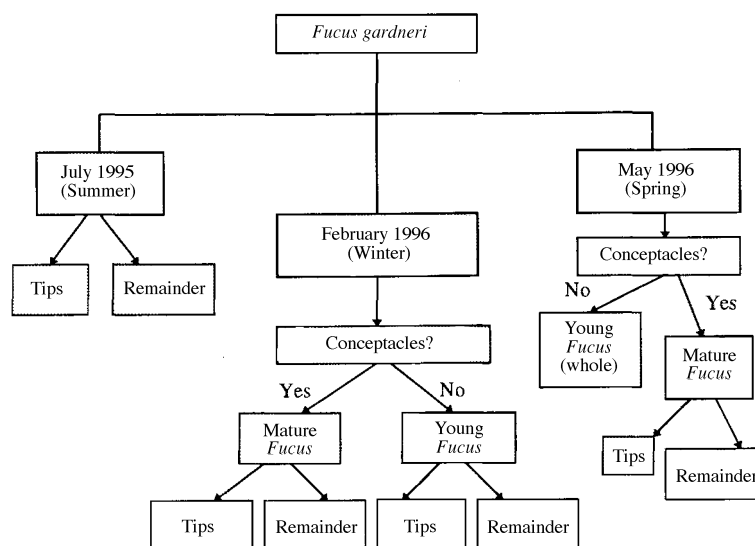 Fucus gardneri
July 1995
(Summer)
Tips
Remainder
February 1996
(Winter)
Conceptacles?
Yes
No
Mature
Fucus
Young
Fucus
Tips
Remainder
Tips
Remainder
May 1996
(Spring)
Conceptacles?
No
Yes
Young
Fucus
(whole)
Mature
Fucus
Tips
Remainder